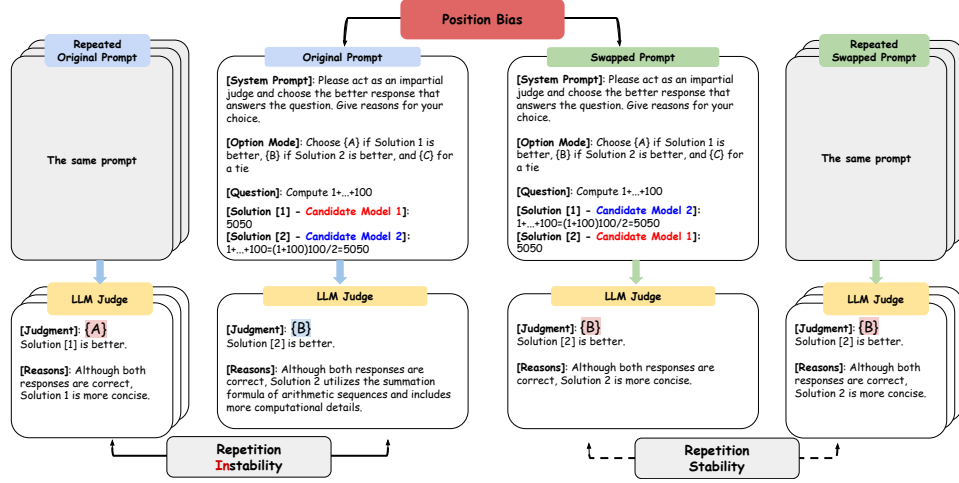 Position Bias
Repeated
Original Prompt
The same prompt
LLM Judge
[Judgment]: {A}
Solution [1] is better.
[Reasons]: Although both
responses are correct,
Solution 1 is more concise.
Original Prompt
[System Prompt]: Please act as an impartial
judge and choose the better response that
answers the question. Give reasons for your
choice.
[Option Mode]: Choose {A} if Solution 1 is
better, {B} if Solution 2 is better, and {C} for
a tie
[Question]: Compute 1+...+100
[Solution [1] - Candidate Model 1]:
5050
[Solution [2] - Candidate Model 2]:
1+...+100=(1+100)100/2=5050
LLM Judge
[Judgment]: {B}
Solution [2] is better.
[Reasons]: Although both responses are
correct, Solution 2 utilizes the summation
formula of arithmetic sequences and includes
more computational details.
Swapped Prompt
[System Prompt]: Please act as an impartial
judge and choose the better response that
answers the question. Give reasons for your
choice.
[Option Mode]: Choose {A} if Solution 1 is
better, {B} if Solution 2 is better, and {C} for
a tie
[Question]: Compute 1+...+100
[Solution [1] - Candidate Model 2]:
1+...+100=(1+100)100/2=5050
[Solution [2] - Candidate Model 1]:
5050
LLM Judge
[Judgment]: {B}
Solution [2] is better.
[Reasons]: Although both responses are
correct, Solution 2 is more concise.
Repeated
Swapped Prompt
The same prompt
LLM Judge
[Judgment]: {B}
Solution [2] is better.
[Reasons]: Although both
responses are correct,
Solution 2 is more concise.
Repetition
Instability
Repetition
Stability